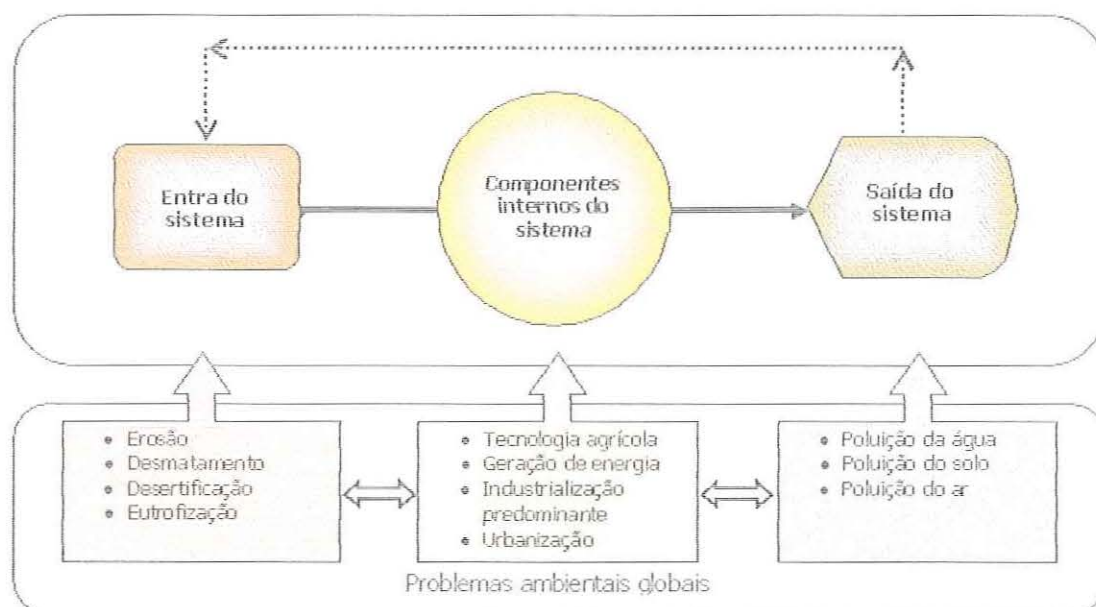 Entra do
sistema
Componentes
internos do
sistema
Saída do
sistema
• Erosão
• Desmatamento
• Desertificação
• Eutrofização
• Tecnologia agrícola
• Geração de energia
• Industrialização
predominante
• Urbanização
• Poluição da água
• Poluição do solo
• Poluição do ar
Problemas ambientais globais